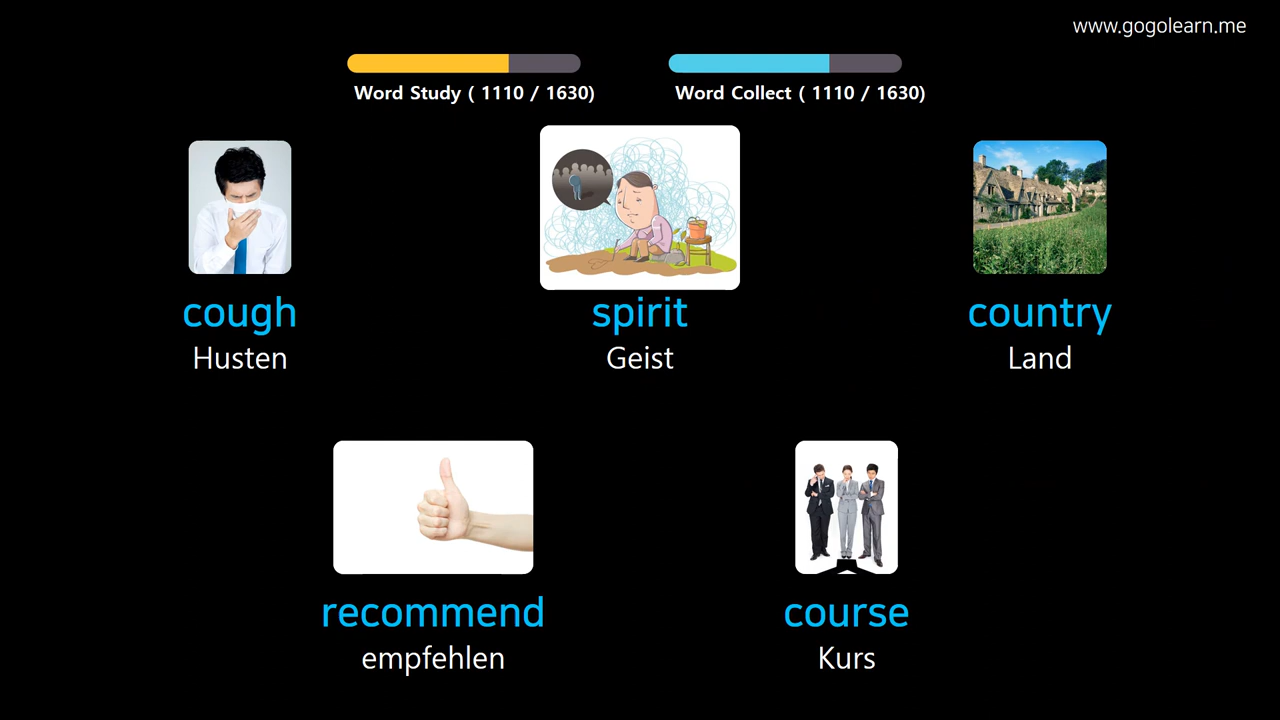 www.gogolearn.me
Word Study ( 1110 / 1630)
Word Collect ( 1110 / 1630)
cough
Husten
spirit
Geist
country
Land
recommend
empfehlen
course
Kurs